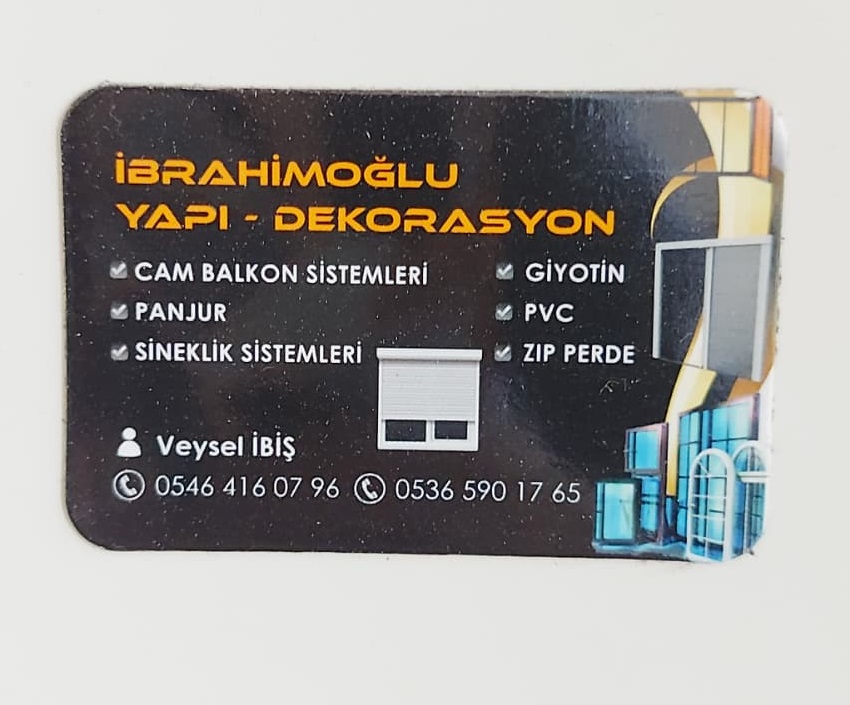 İBRAHİMOĞLU
YAPI - DEKORASYON
CAM BALKON SİSTEMLERİ
PANJUR
SİNEKLİK SİSTEMLERİ
GİYOTİN
PVC
ZIP PERDE
Veysel İBİŞ
0546 416 07 96 0536 590 17 65